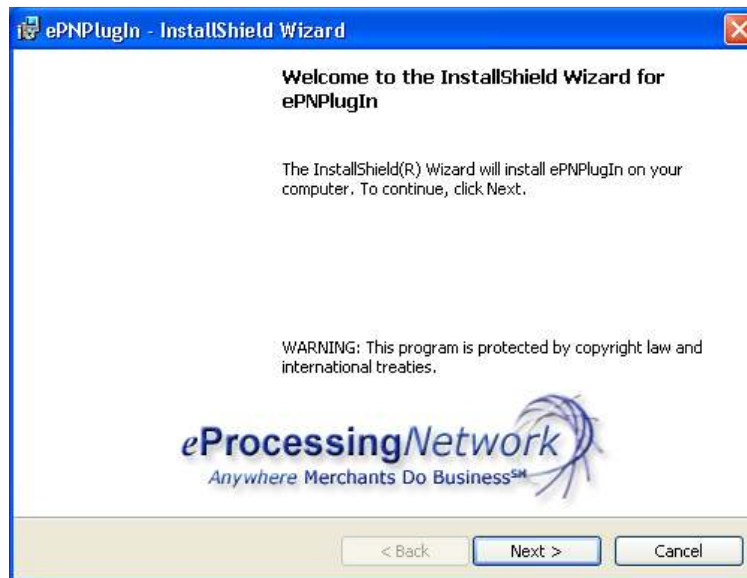 ePNPlugIn - InstallShield Wizard
Welcome to the InstallShield Wizard for
ePNPlugIn
The InstallShield(R) Wizard will install ePNPlugIn on your
computer. To continue, click Next.
WARNING: This program is protected by copyright law and
international treaties.
eProcessingNetwork
Anywhere Merchants Do Business℠
< Back
Next >
Cancel